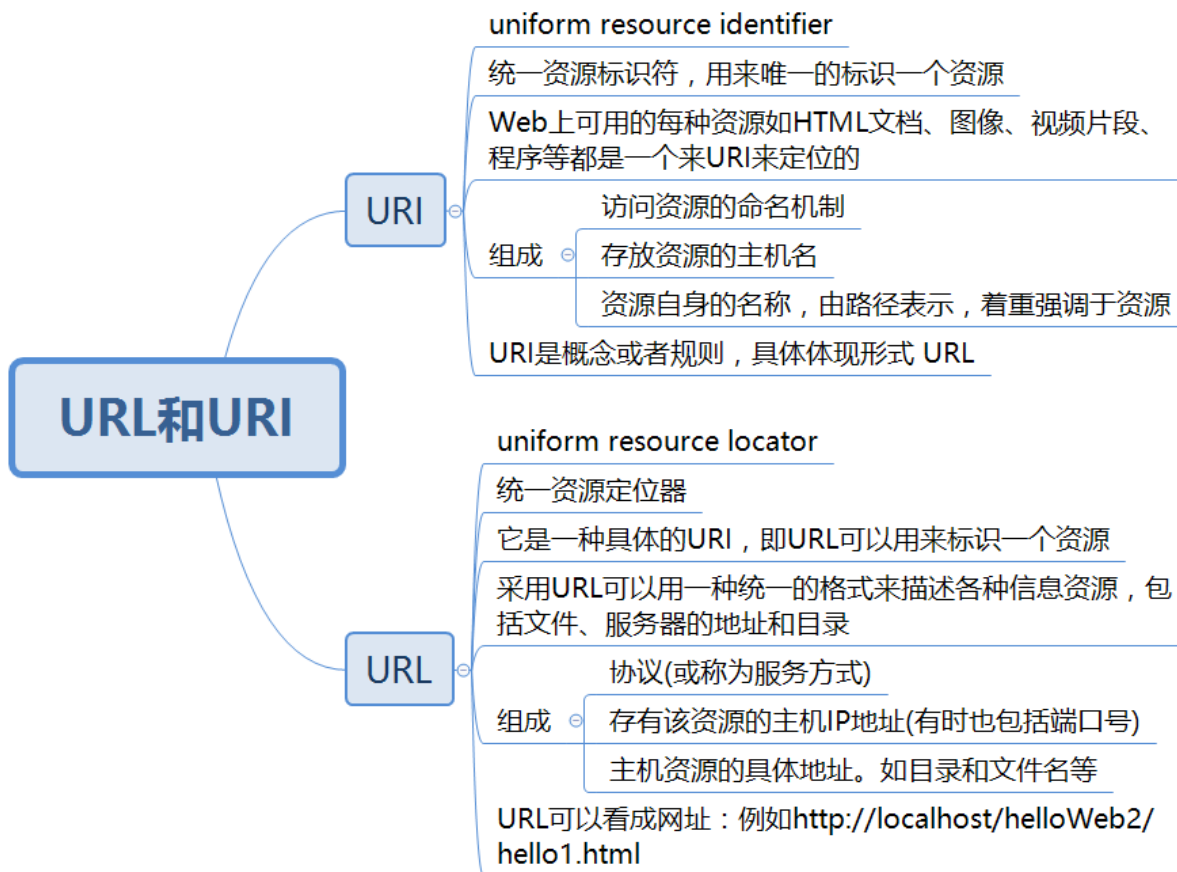 URL和URI
URI
uniform resource identifier
统一资源标识符，用来唯一的标识一个资源
Web上可用的每种资源如HTML文档、图像、视频片段、
程序等都是一个来URI来定位的
组成
访问资源的命名机制
存放资源的主机名
资源自身的名称，由路径表示，着重强调于资源
URI是概念或者规则，具体体现形式 URL
URL
uniform resource locator
统一资源定位器
它是一种具体的URI，即URL可以用来标识一个资源
采用URL可以用一种统一的格式来描述各种信息资源，包
括文件、服务器的地址和目录
组成
协议(或称为服务方式)
存有该资源的主机IP地址(有时也包括端口号)
主机资源的具体地址。如目录和文件名等
URL可以看成网址：例如http://localhost/helloWeb2/
hello1.html